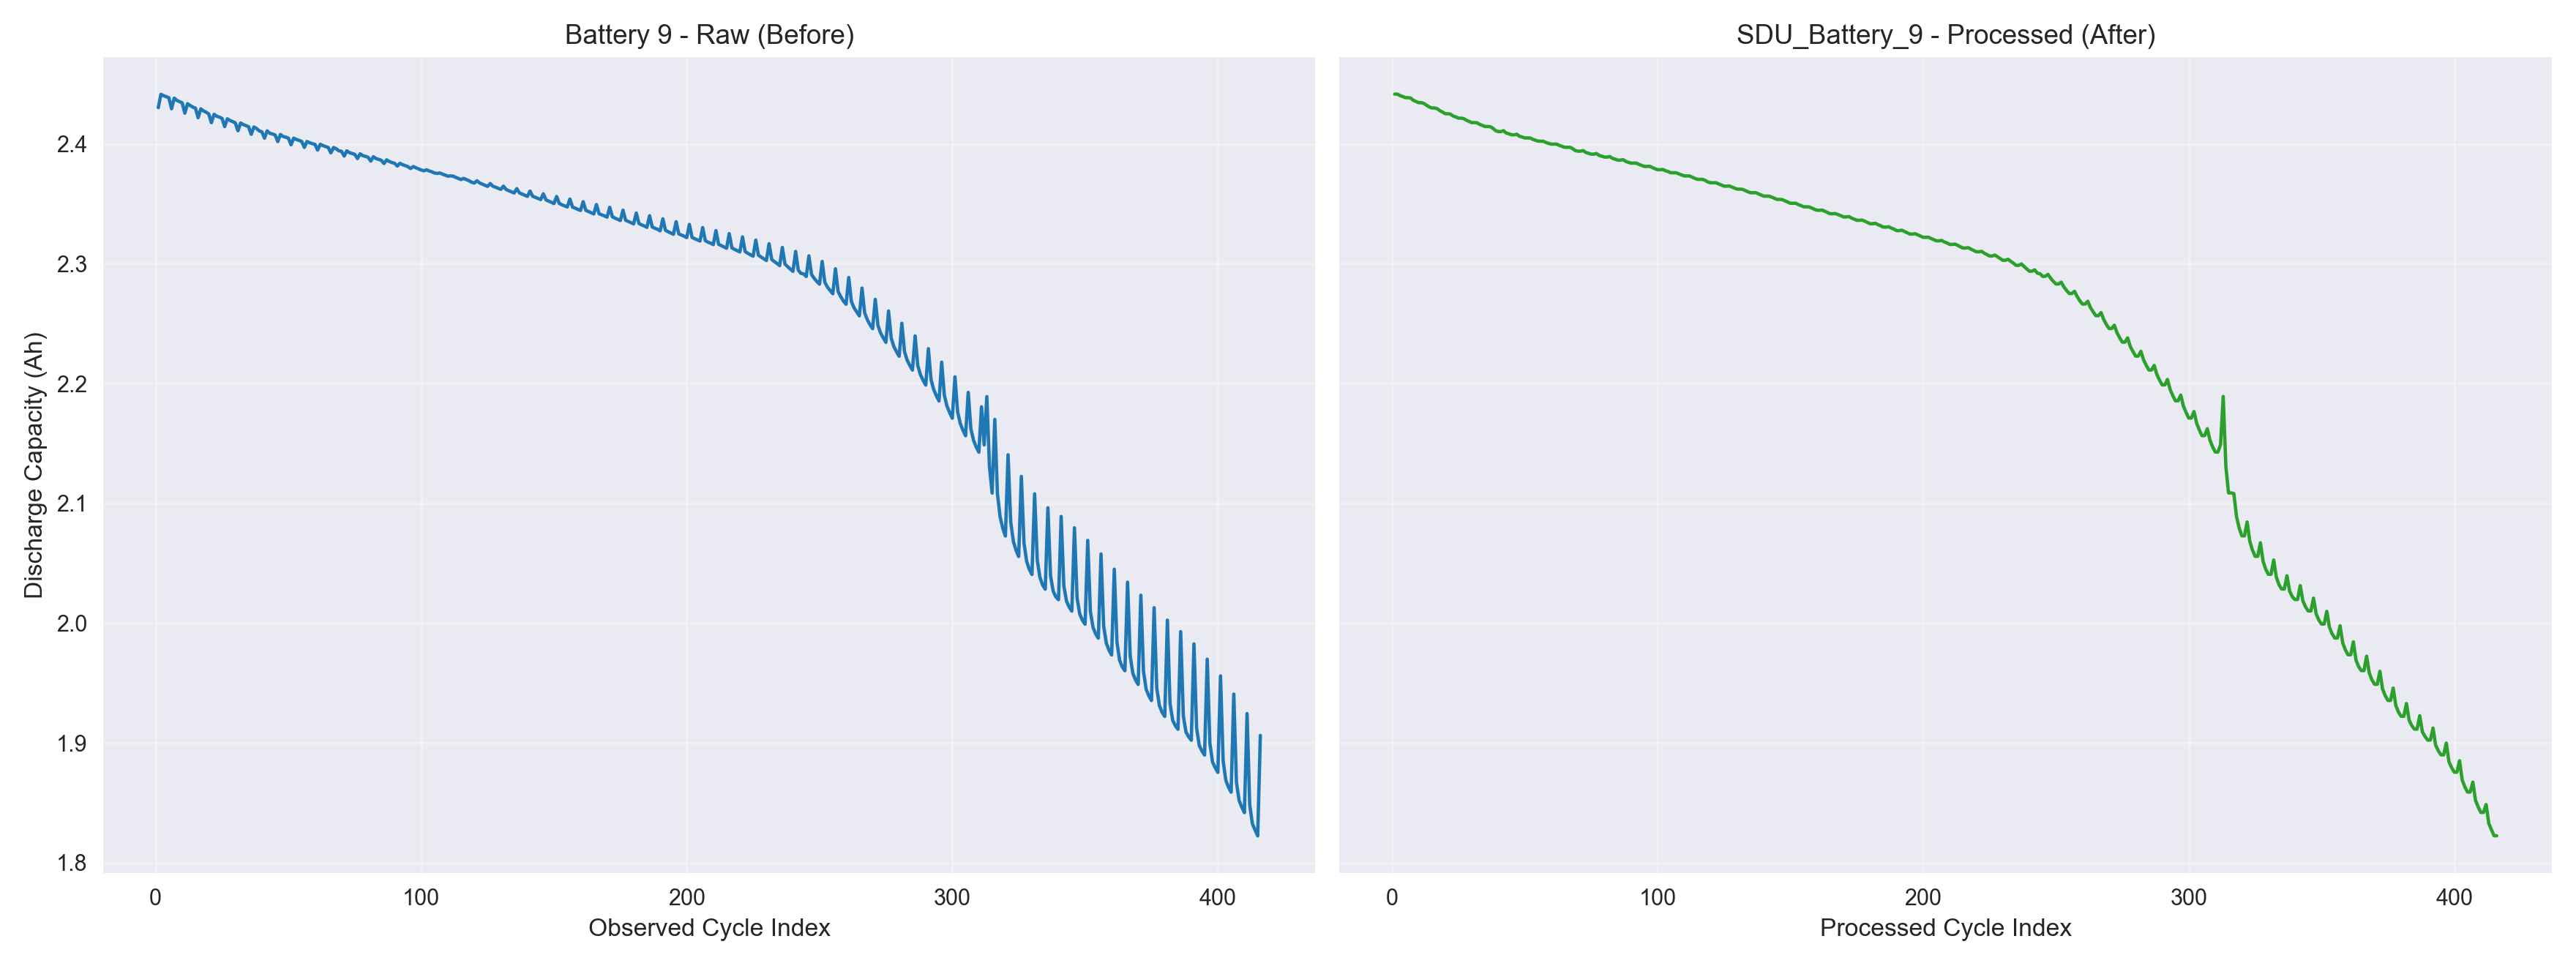 Battery 9 - Raw (Before)
SDU_Battery_9 - Processed (After)
Discharge Capacity (Ah)
2.4
2.3
2.2
2.1
2.0
1.9
1.8
0 100 200 300 400
0 100 200 300 400
Observed Cycle Index
Processed Cycle Index